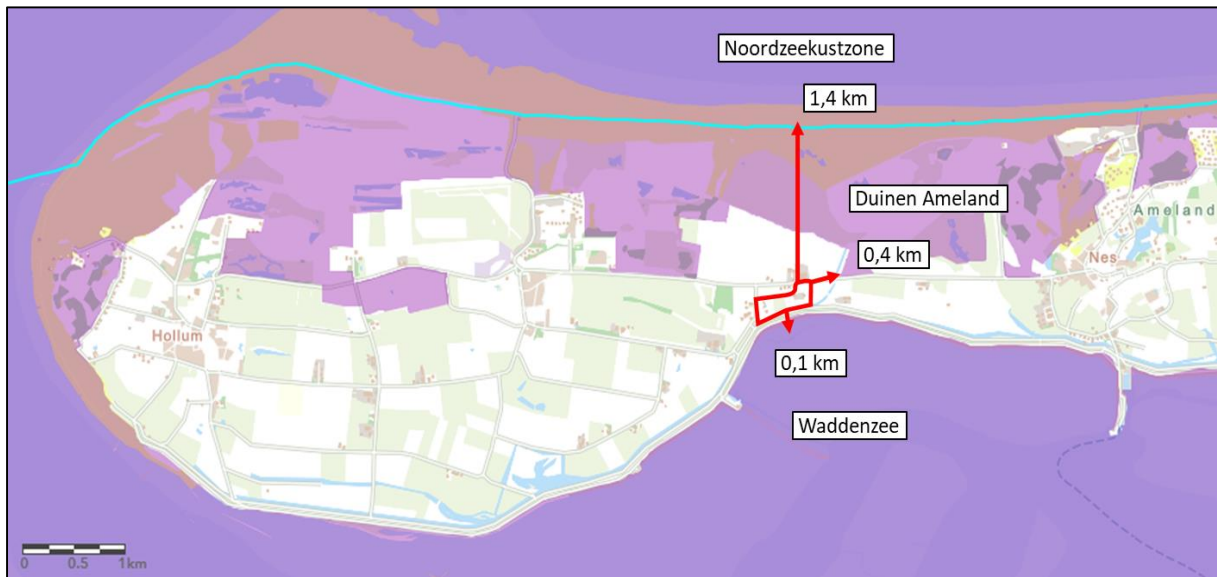 Noordzeekustzone
1,4 km
Duinen Ameland
Ameland
0,4 km
Nes
Hollum
0,1 km
Waddenzee
0 0.5 1km